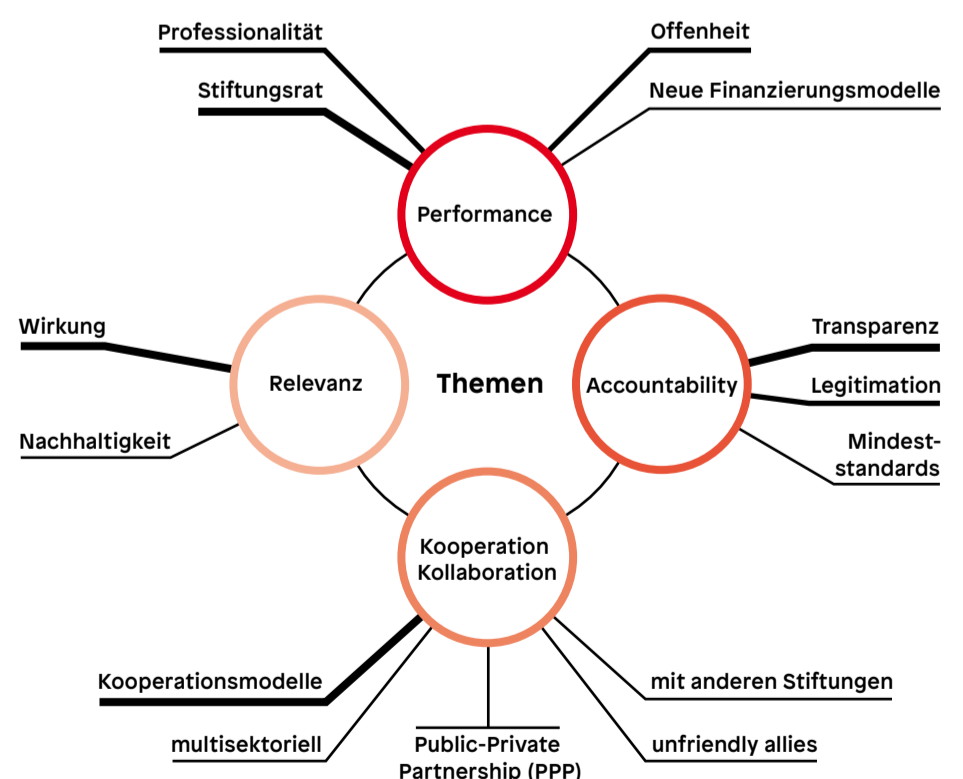 Professionalität
Offenheit
Stiftungsrat
Neue Finanzierungsmodelle
Performance
Wirkung
Transparenz
Relevanz
Themen
Accountability
Legitimation
Nachhaltigkeit
Mindest-
standards
Kooperation
Kollaboration
Kooperationsmodelle
mit anderen Stiftungen
multisektoriell
Public-Private
Partnership (PPP)
unfriendly allies